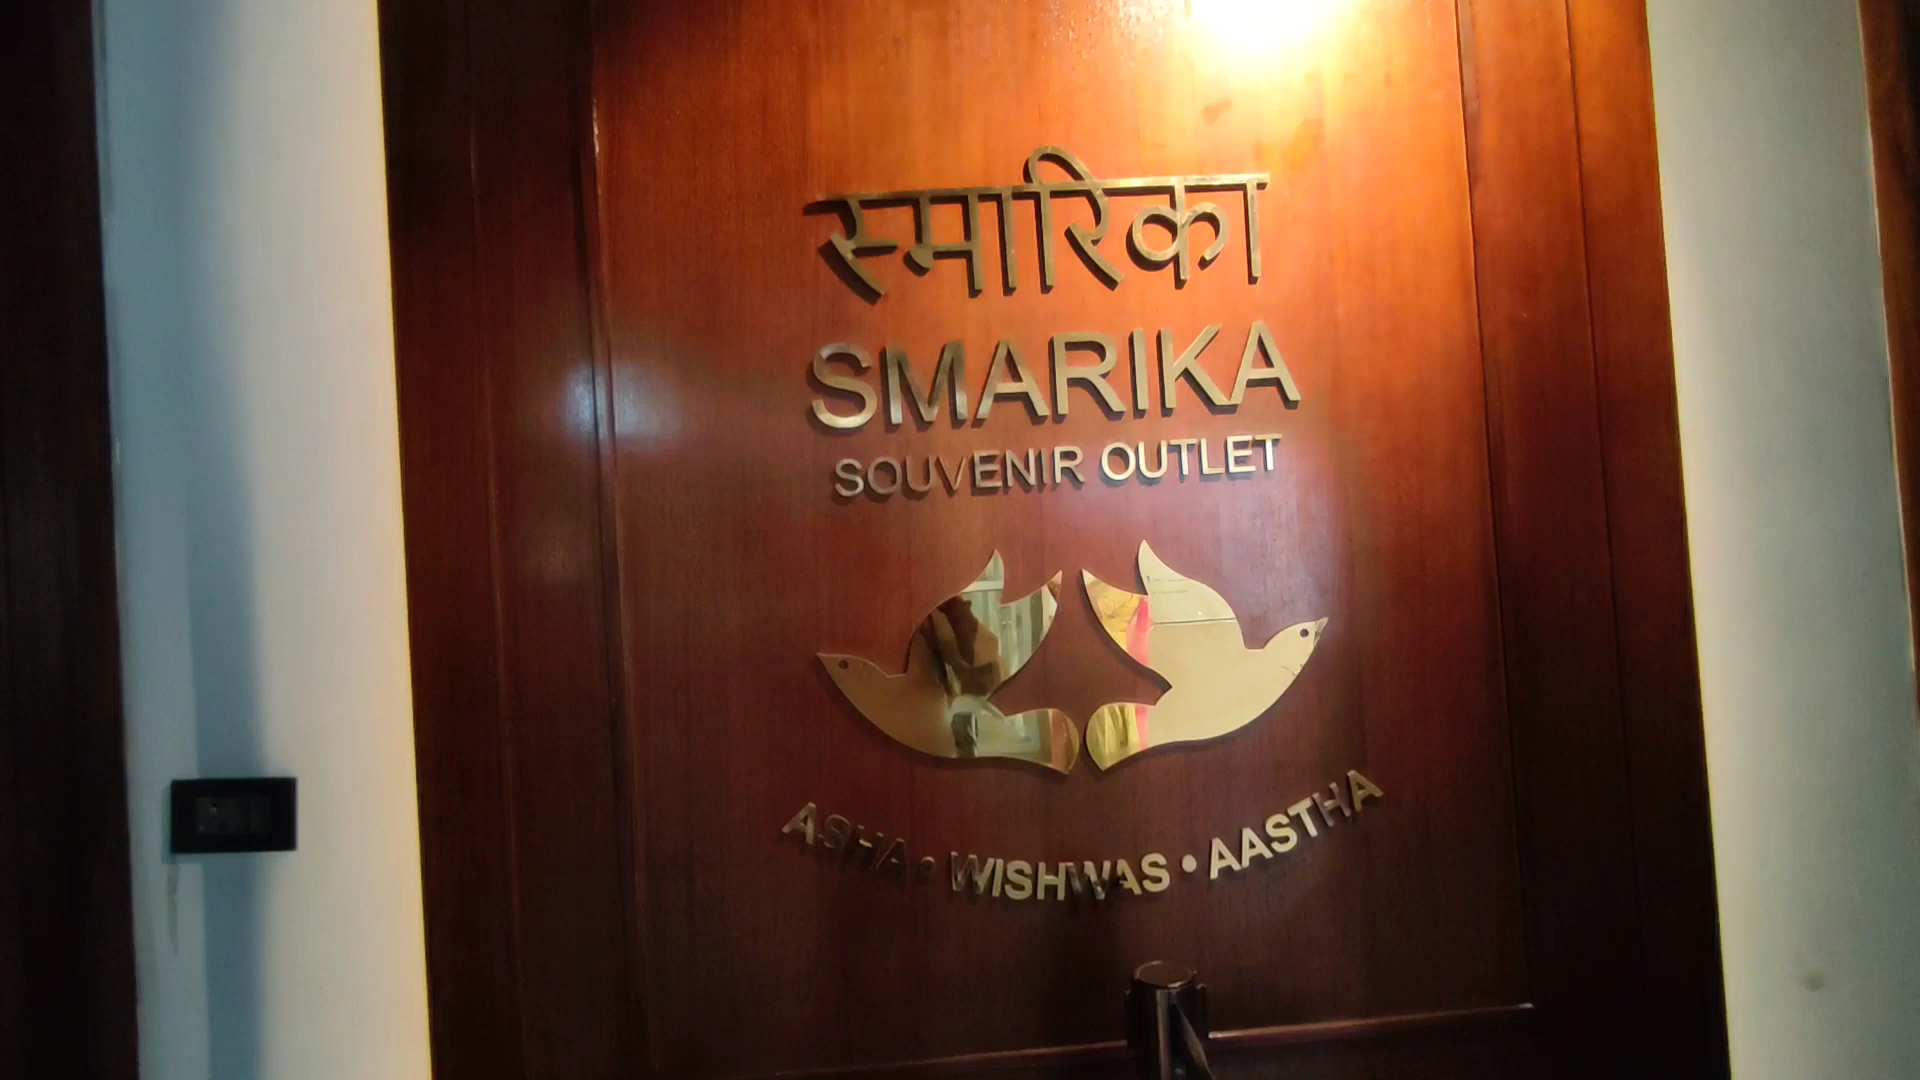 स्मारिका
SMARIKA
SOUVENIR OUTLET
ASHA • WISHWAS • AASTHA